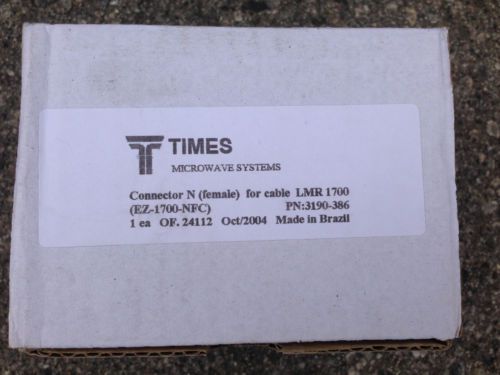 TIMES
MICROWAVE SYSTEMS
Connector N (female) for cable LMR 1700
(EZ-1700-NFC) PN:3190-386
1 ea OF. 24112 Oct/2004 Made in Brazil